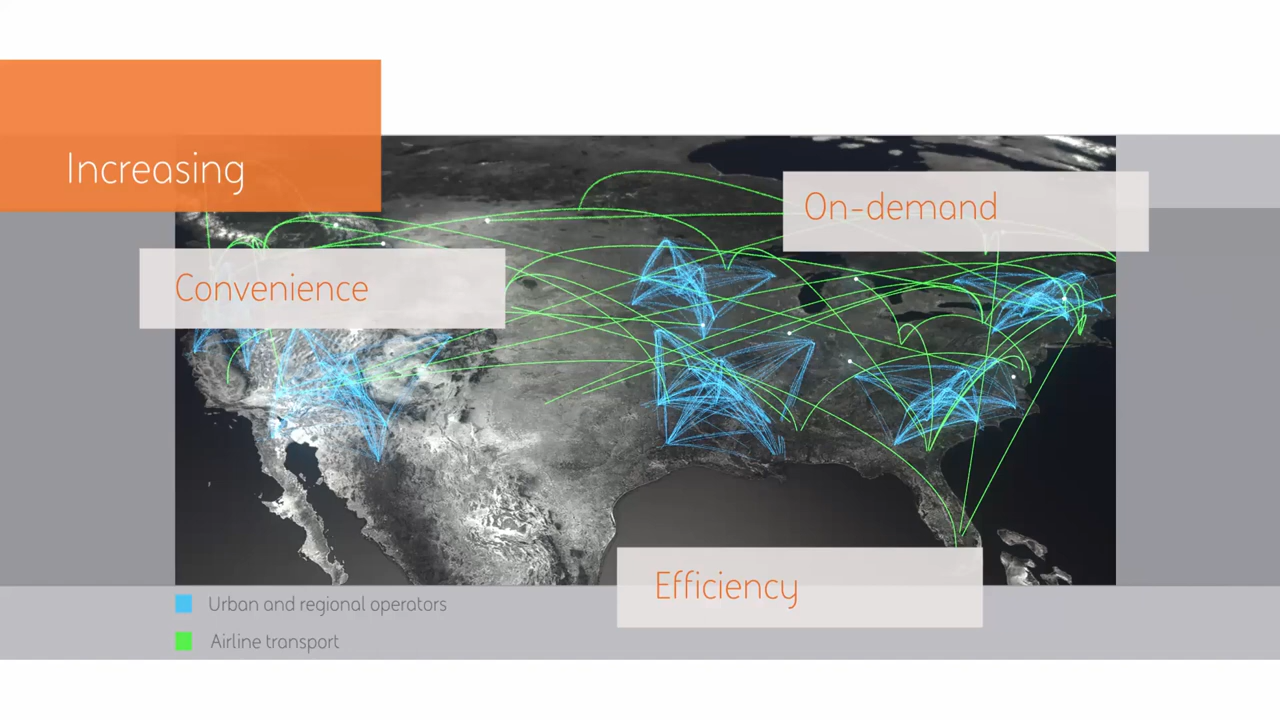 Increasing
On-demand
Convenience
Efficiency
Urban and regional operators
Airline transport